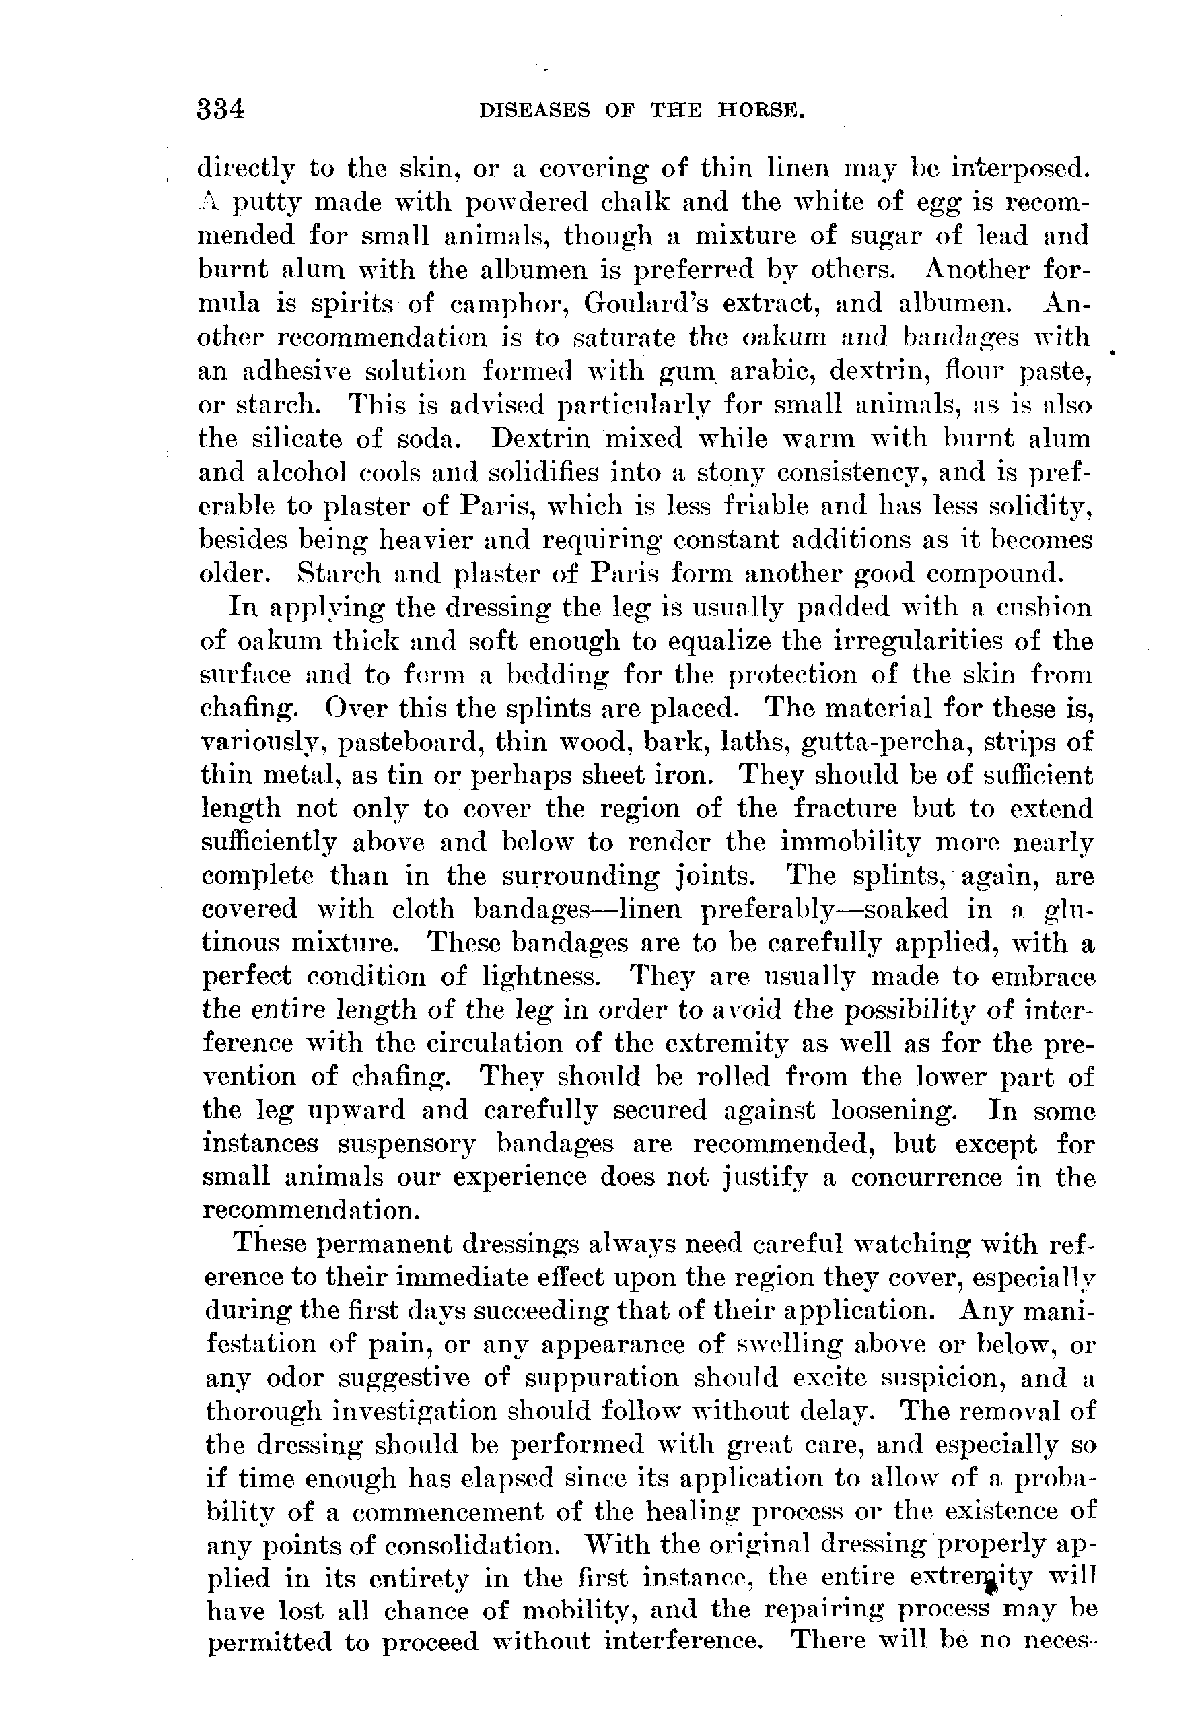 334 DISEASES OF THE HORSE.
directly to the skin, or a covering of thin linen may be interposed.
A putty made with powdered chalk and the white of egg is recom-
mended for small animals, though a mixture of sugar of lead and
burnt alum with the albumen is preferred by others. Another for-
mula is spirits of camphor, Goulard's extract, and albumen. An-
other recommendation is to saturate the oakum and bandages with
an adhesive solution formed with gum arabic, dextrin, flour paste,
or starch. This is advised particularly for small animals, as is also
the silicate of soda. Dextrin mixed while warm with burnt alum
and alcohol cools and solidifies into a stony consistency, and is pref-
erable to plaster of Paris, which is less friable and has less solidity,
besides being heavier and requiring constant additions as it becomes
older. Starch and plaster of Paris form another good compound.
In applying the dressing the leg is usually padded with a cushion
of oakum thick and soft enough to equalize the irregularities of the
surface and to form a bedding for the protection of the skin from
chafing. Over this the splints are placed. The material for these is,
variously, pasteboard, thin wood, bark, laths, gutta-percha, strips of
thin metal, as tin or perhaps sheet iron. They should be of sufficient
length not only to cover the region of the fracture but to extend
sufficiently above and below to render the immobility more nearly
complete than in the surrounding joints. The splints, again, are
covered with cloth bandages—linen preferably—soaked in a glu-
tinous mixture. These bandages are to be carefully applied, with a
perfect condition of lightness. They are usually made to embrace
the entire length of the leg in order to avoid the possibility of inter-
ference with the circulation of the extremity as well as for the pre-
vention of chafing. They should be rolled from the lower part of
the leg upward and carefully secured against loosening. In some
instances suspensory bandages are recommended, but except for
small animals our experience does not justify a concurrence in the
recommendation.
These permanent dressings always need careful watching with ref-
erence to their immediate effect upon the region they cover, especially
during the first days succeeding that of their application. Any mani-
festation of pain, or any appearance of swelling above or below, or
any odor suggestive of suppuration should excite suspicion, and a
thorough investigation should follow without delay. The removal of
the dressing should be performed with great care, and especially so
if time enough has elapsed since its application to allow of a proba-
bility of a commencement of the healing process or the existence of
any points of consolidation. With the original dressing properly ap-
plied in its entirety in the first instance, the entire extremity will
have lost all chance of mobility, and the repairing process may be
permitted to proceed without interference. There will be no neces-